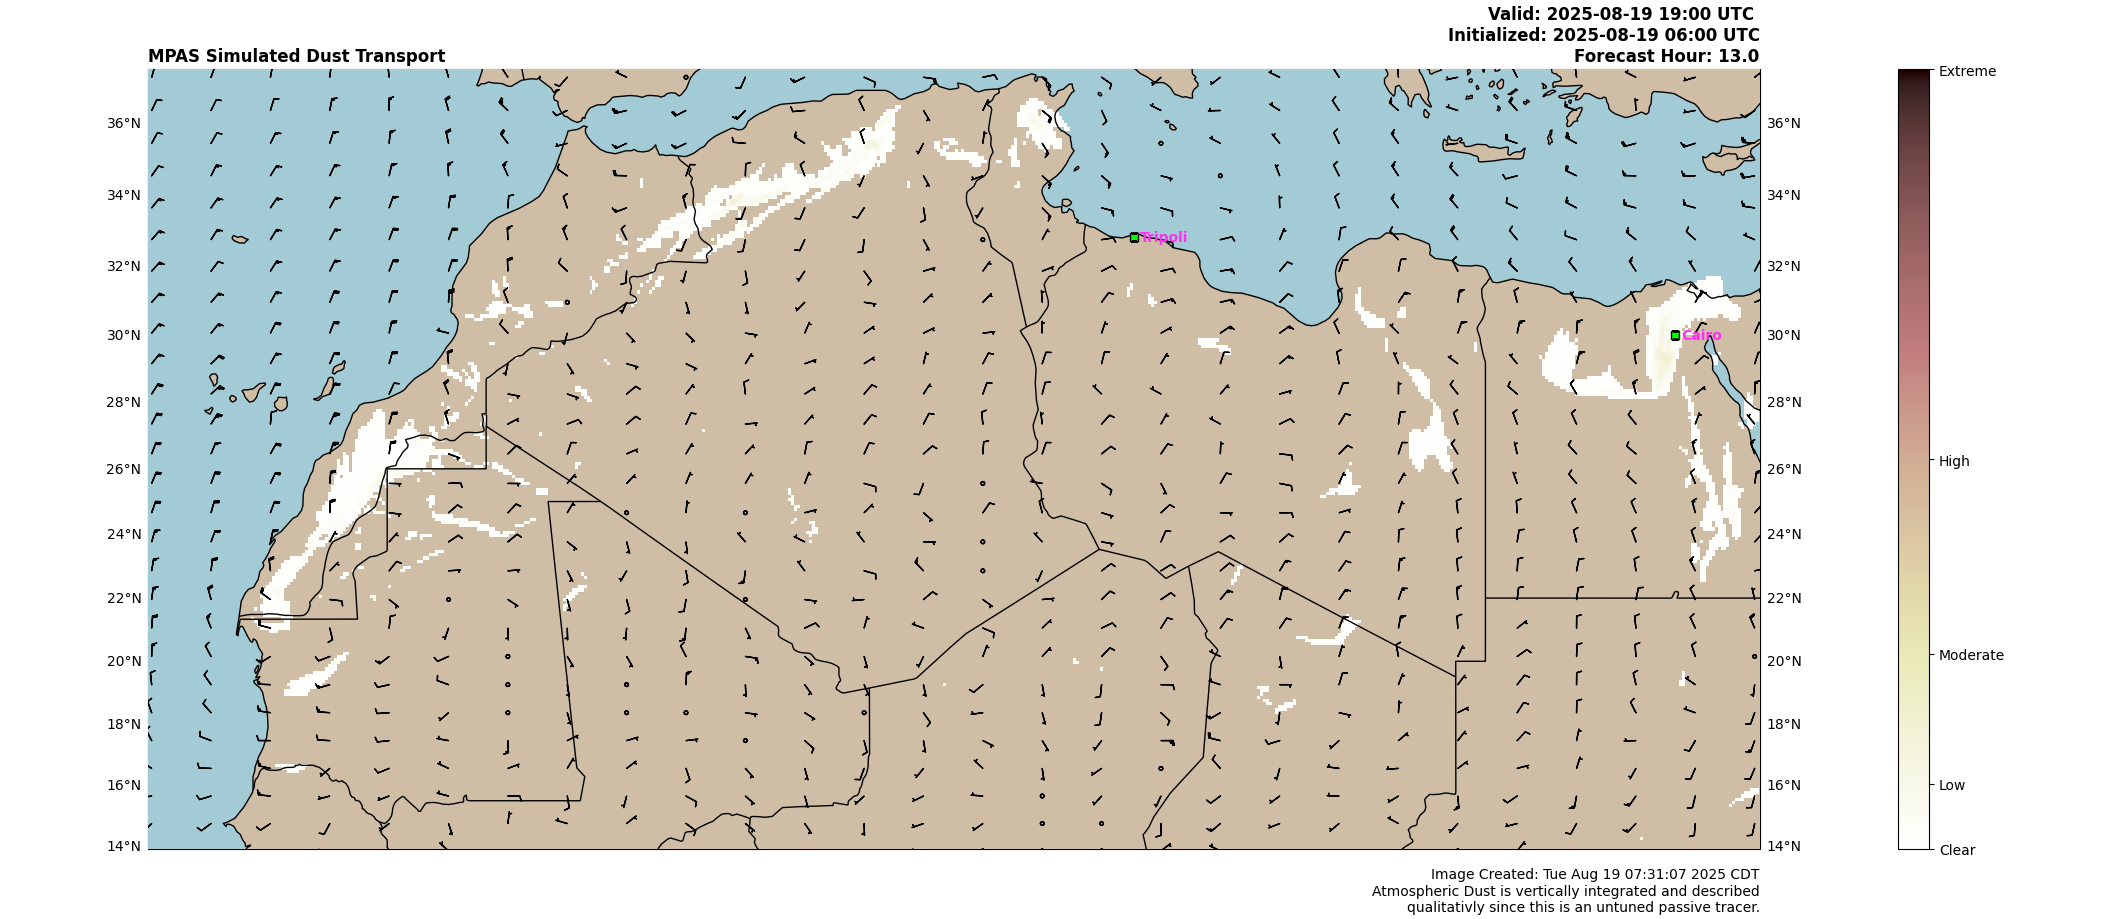 Valid: 2025-08-19 19:00 UTC
Initialized: 2025-08-19 06:00 UTC
MPAS Simulated Dust Transport
Forecast Hour: 13.0
Extreme
36°N
36°N
34°N
34°N
Tripoli
32°N
32°N
30°N
Cairo
30°N
28°N
28°N
High
26°N
26°N
24°N
24°N
22°N
22°N
Moderate
20°N
20°N
18°N
18°N
16°N
16°N
Low
14°N
14°N
Clear
Image Created: Tue Aug 19 07:31:07 2025 CDT
Atmospheric Dust is vertically integrated and described
qualitativly since this is an untuned passive tracer.